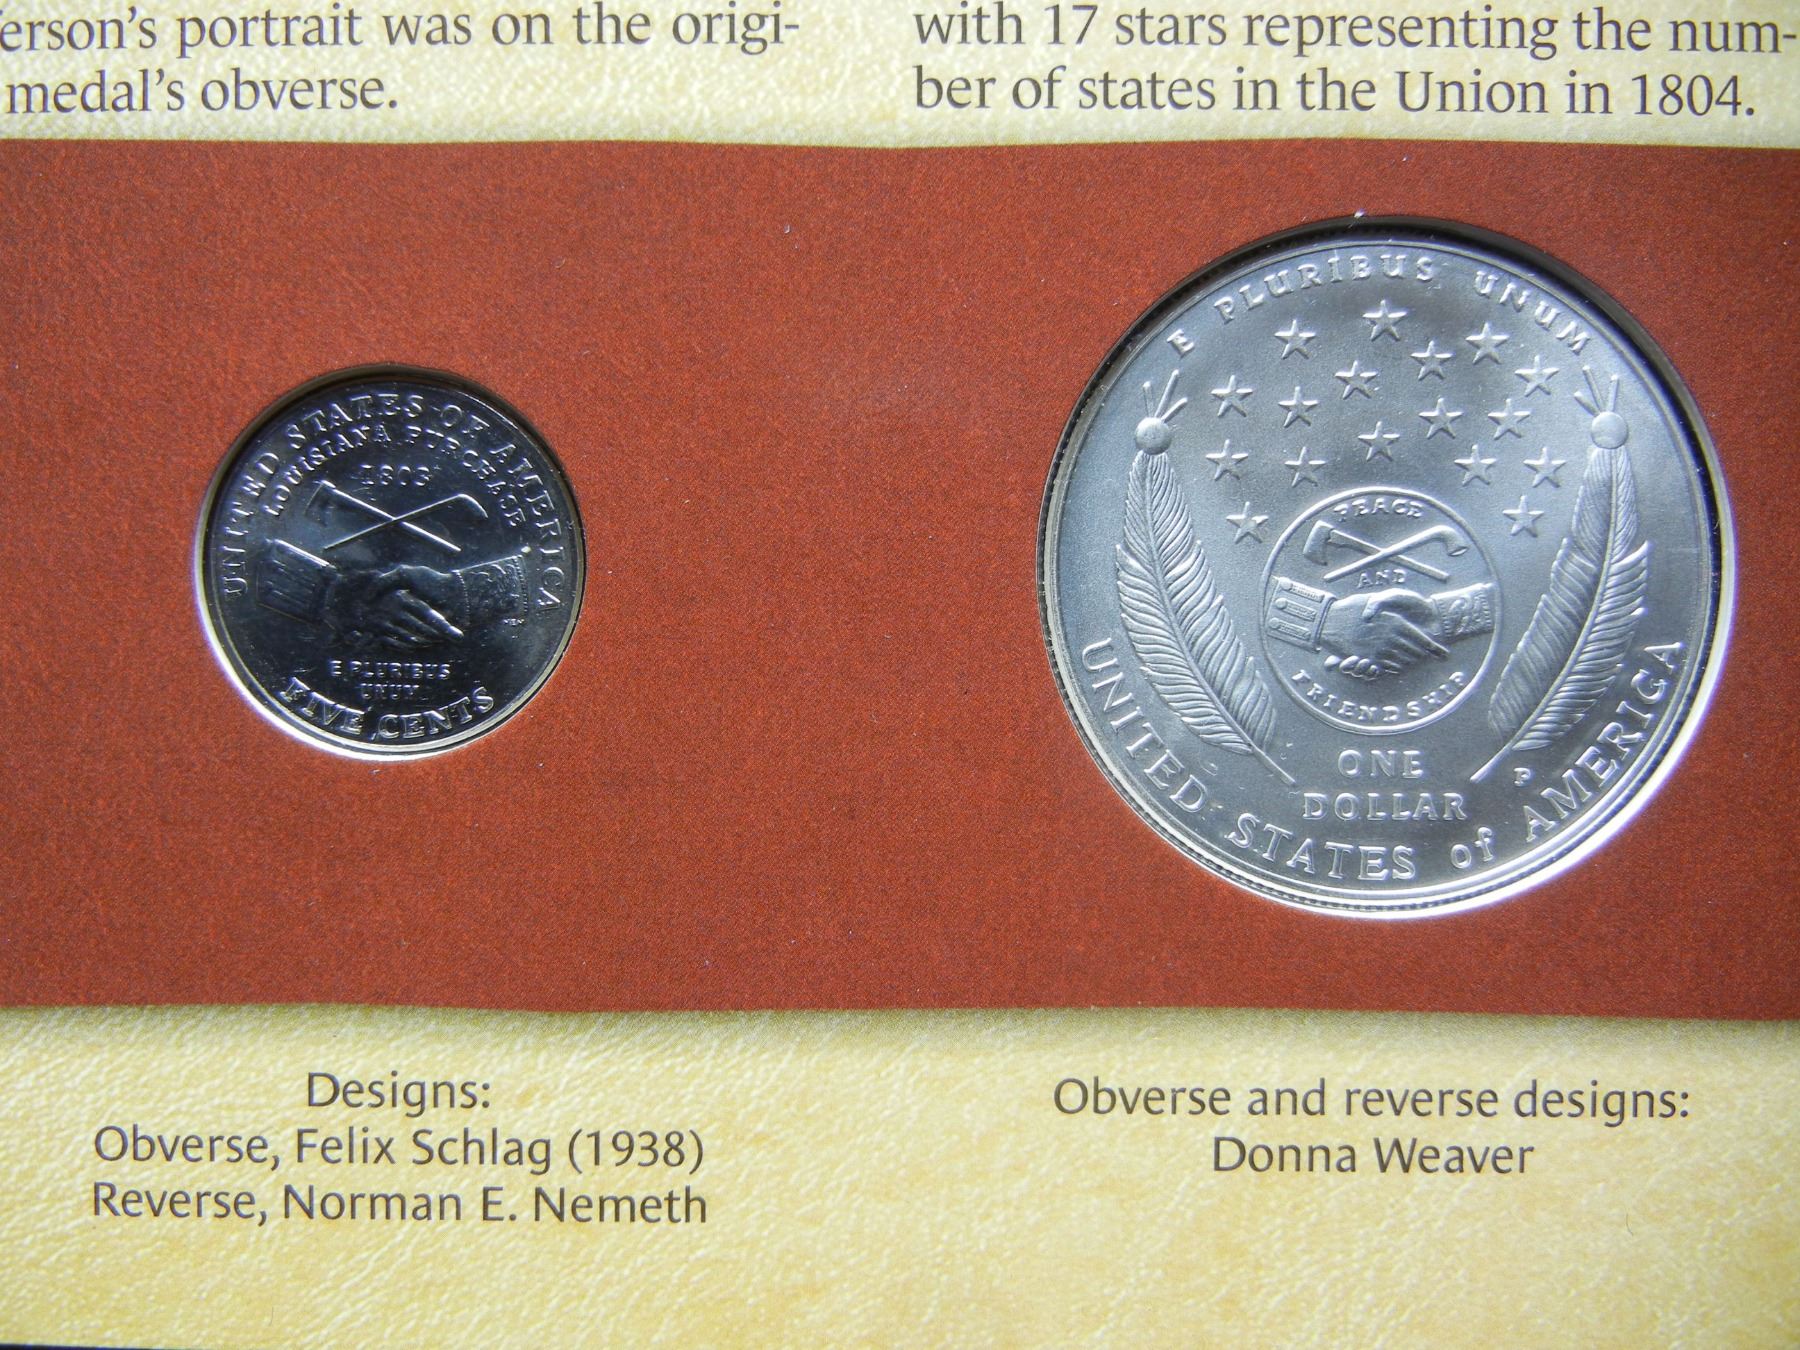 erson's portrait was on the origi-
medal's obverse.
with 17 stars representing the num-
ber of states in the Union in 1804.
UNITED STATES OF AMERICA
LOUISIANA PURCHASE
1803
E PLURIBUS
UNUM
FIVE CENTS
E PLURIBUS UNUM
PEACE
AND
FRIENDSHIP
ONE
DOLLAR
P
UNITED STATES of AMERICA
Designs:
Obverse, Felix Schlag (1938)
Reverse, Norman E. Nemeth
Obverse and reverse designs:
Donna Weaver